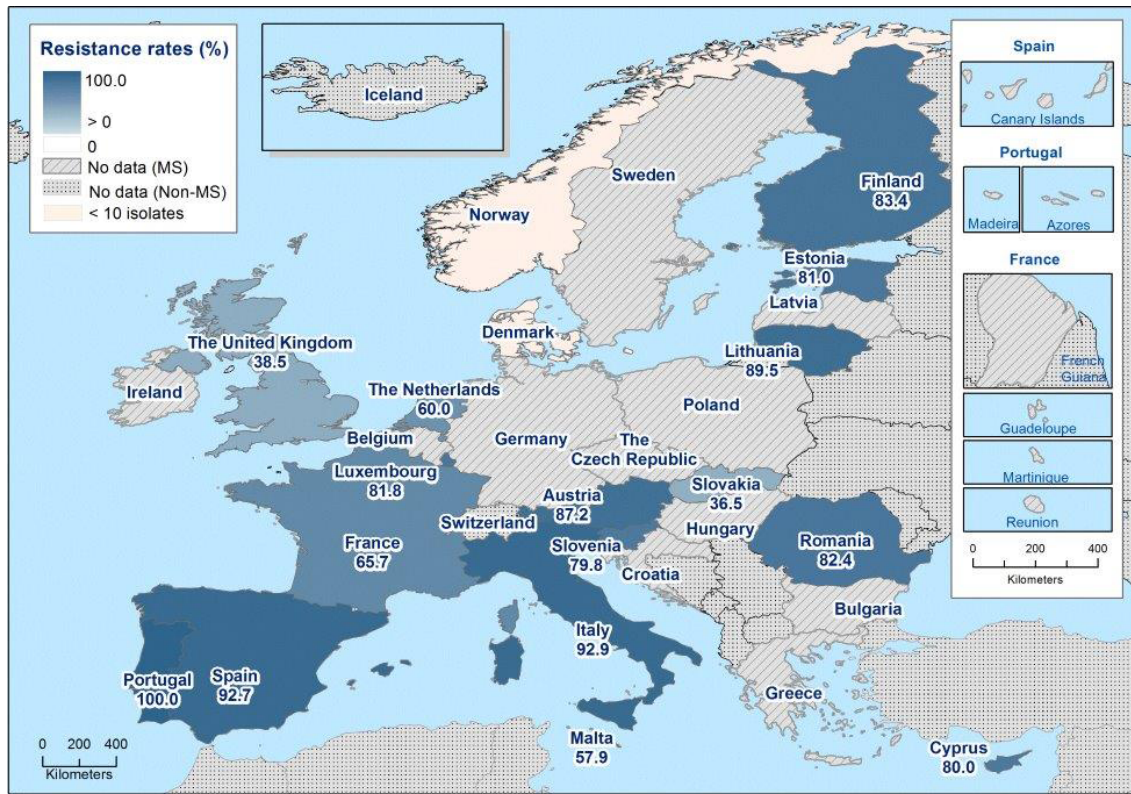 Resistance rates (%)
100.0
> 0
0
No data (MS)
No data (Non-MS)
< 10 isolates
Iceland
Sweden
Norway
Finland
83.4
Estonia
81.0
Latvia
Denmark
Lithuania
89.5
The United Kingdom
38.5
Ireland
The Netherlands
60.0
Belgium
Germany
Poland
The
Czech Republic
Luxembourg
81.8
Slovakia
36.5
Austria
87.2
Switzerland
Hungary
France
65.7
Slovenia
79.8
Croatia
Romania
82.4
Bulgaria
Italy
92.9
Portugal
100.0
Spain
92.7
Greece
Malta
57.9
Cyprus
80.0
0 200 400
Kilometers
Spain
Canary Islands
Portugal
Madeira
Azores
France
French
Guiana
Guadeloupe
Martinique
Reunion
0 200 400
Kilometers